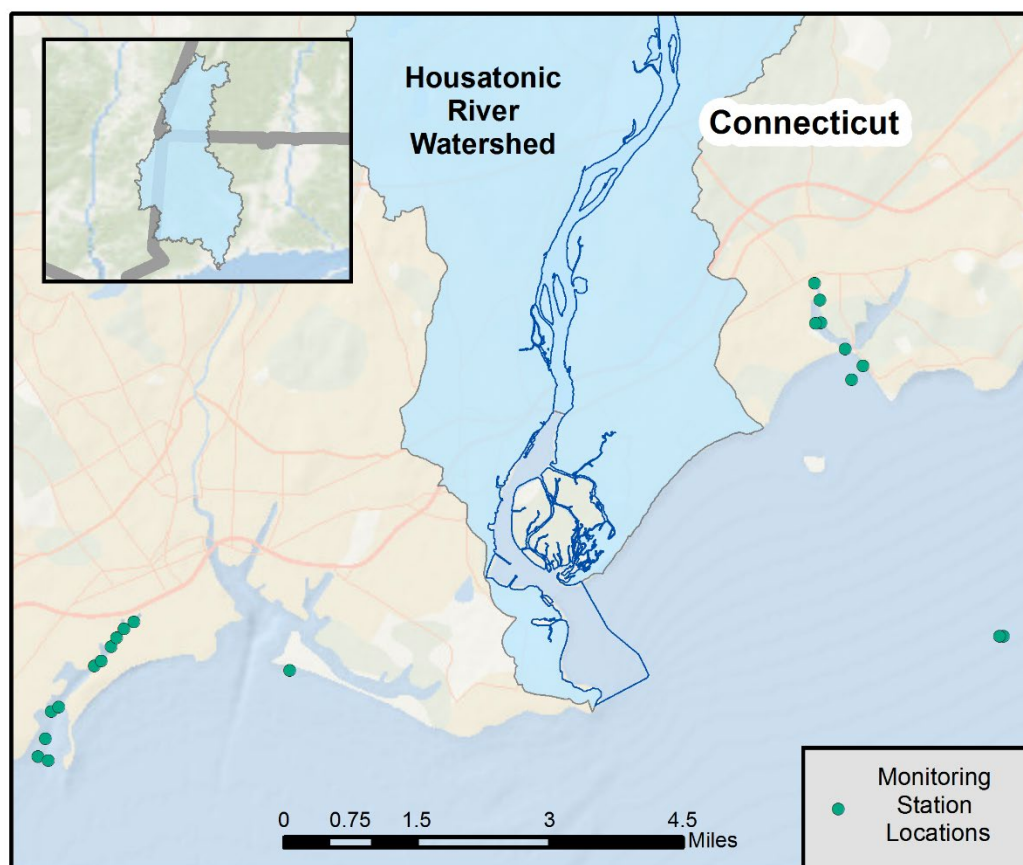 Housatonic
River
Watershed
Connecticut
0 0.75 1.5 3 4.5
Miles
Monitoring
Station
Locations